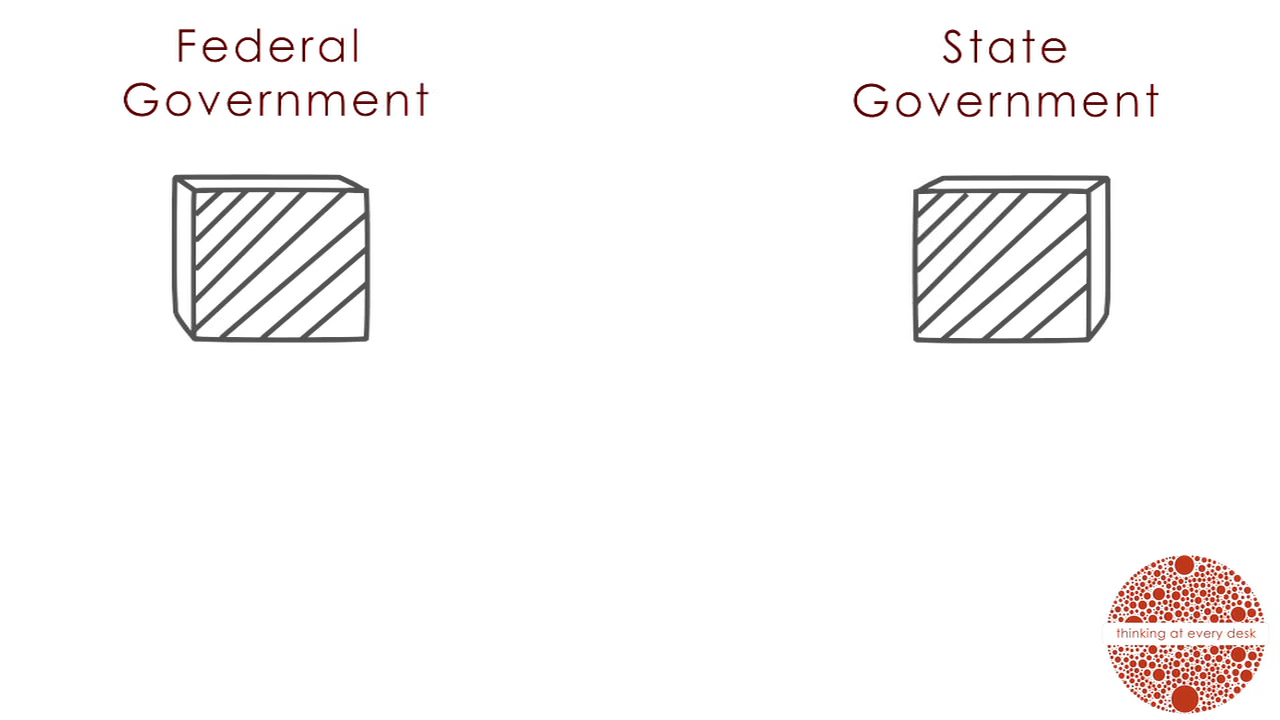 Federal
Government
State
Government
thinking at every desk